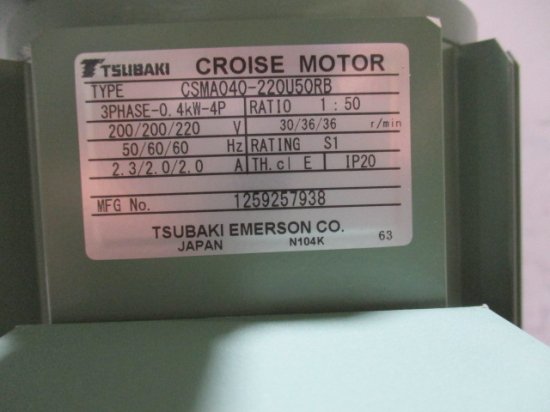 TSUBAKI CROISE MOTOR
TYPE CSMA040-220U50RB
3PHASE-0.4kW-4P RATIO 1:50
200/200/220 V 30/36/36 r/min
50/60/60 Hz RATING S1
2.3/2.0/2.0 A TH.cl E IP20
MFG No. 1259257938
TSUBAKI EMERSON CO.
JAPAN N104K 63